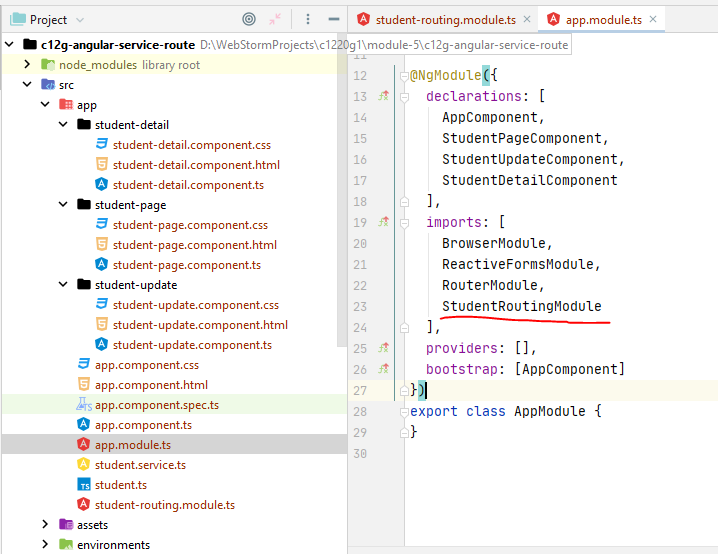 Project
c12g-angular-service-route D:\WebStormProjects\c1220g1\module-5\c12g-angular-service-route
node_modules library root
src
app
student-detail
student-detail.component.css
student-detail.component.html
student-detail.component.ts
student-page
student-page.component.css
student-page.component.html
student-page.component.ts
student-update
student-update.component.css
student-update.component.html
student-update.component.ts
app.component.css
app.component.html
app.component.spec.ts
app.component.ts
app.module.ts
student.service.ts
student.ts
student-routing.module.ts
assets
environments
student-routing.module.ts
app.module.ts
11
12 @NgModule({
13 declarations: [
14 AppComponent,
15 StudentPageComponent,
16 StudentUpdateComponent,
17 StudentDetailComponent
18 ],
19 imports: [
20 BrowserModule,
21 ReactiveFormsModule,
22 RouterModule,
23 StudentRoutingModule
24 ],
25 providers: [],
26 bootstrap: [AppComponent]
27 })
28 export class AppModule {
29 }
30